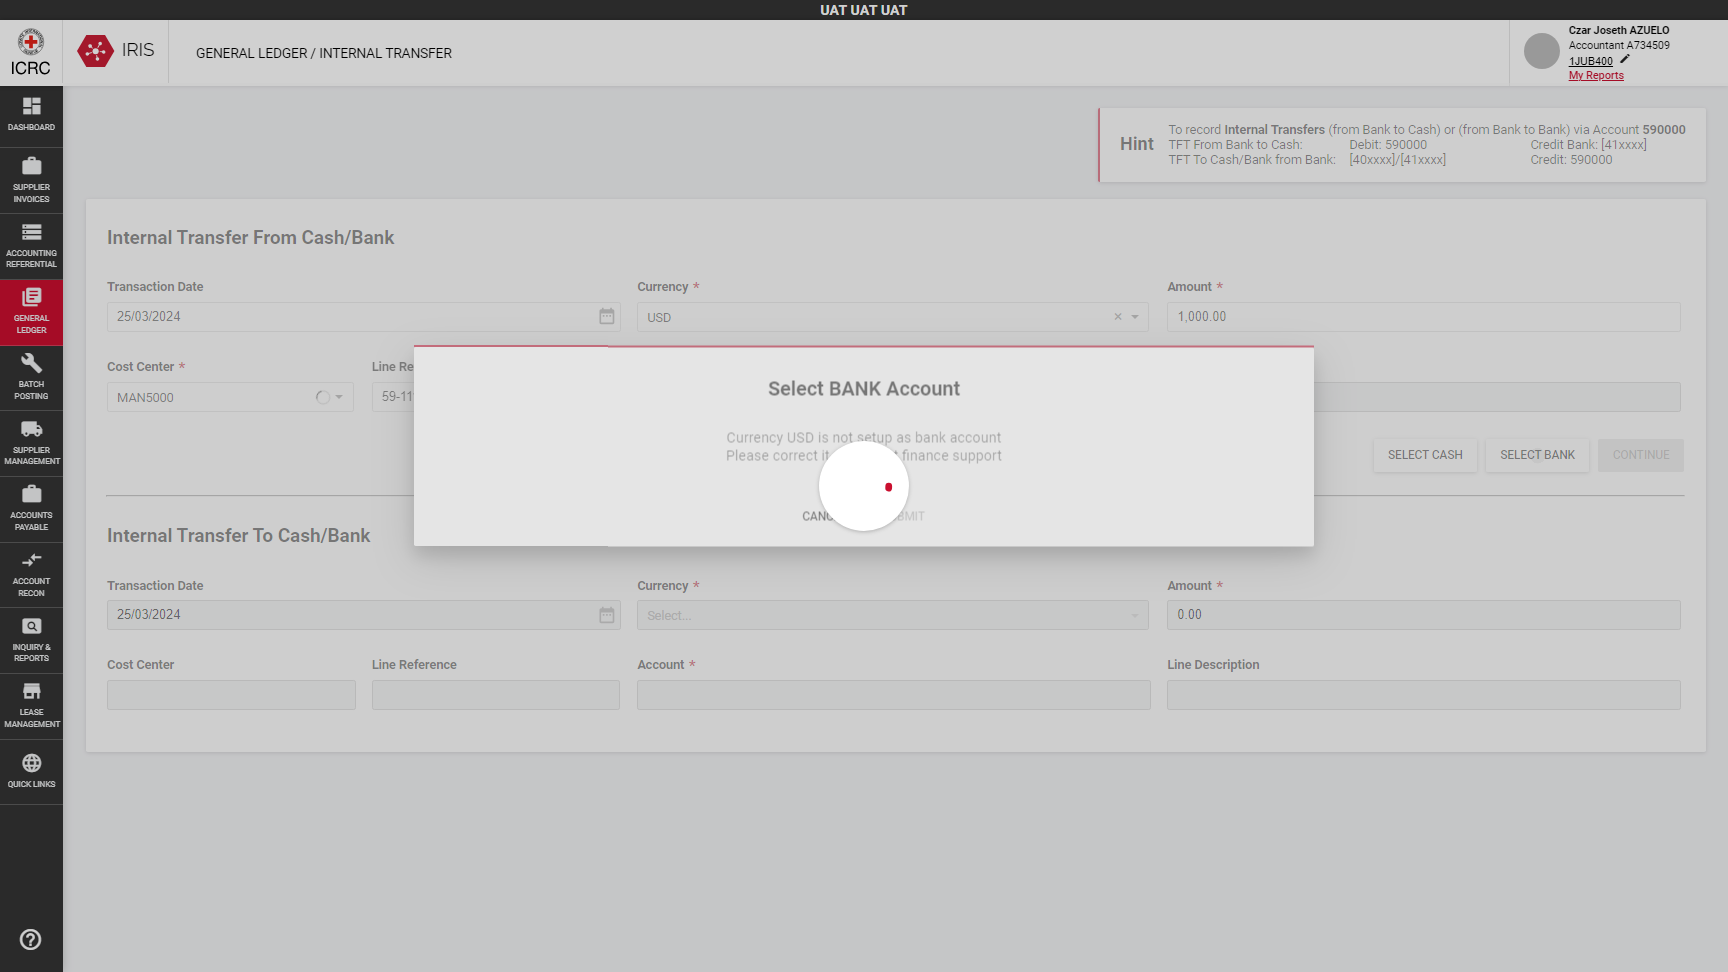 UAT UAT UAT
ICRC
IRIS
GENERAL LEDGER / INTERNAL TRANSFER
Czar Joseth AZUELO
Accountant A734509
1JUB400
My Reports
DASHBOARD
SUPPLIER
INVOICES
ACCOUNTING
REFERENTIAL
GENERAL
LEDGER
BATCH
POSTING
SUPPLIER
MANAGEMENT
ACCOUNTS
PAYABLE
ACCOUNT
RECON
INQUIRY &
REPORTS
LEASE
MANAGEMENT
QUICK LINKS
Hint
To record Internal Transfers (from Bank to Cash) or (from Bank to Bank) via Account 590000
TFT From Bank to Cash: Debit: 590000 Credit Bank: [41xxxx]
TFT To Cash/Bank from Bank: [40xxxx]/[41xxxx] Credit: 590000
Internal Transfer From Cash/Bank
Transaction Date Currency * Amount *
25/03/2024 USD × 1,000.00
Cost Center * Line Re
MAN5000 59-11
Select BANK Account
Currency USD is not setup as bank account
Please correct finance support
SELECT CASH SELECT BANK CONTINUE
Internal Transfer To Cash/Bank
Transaction Date Currency * Amount *
25/03/2024 Select... 0.00
Cost Center Line Reference Account * Line Description